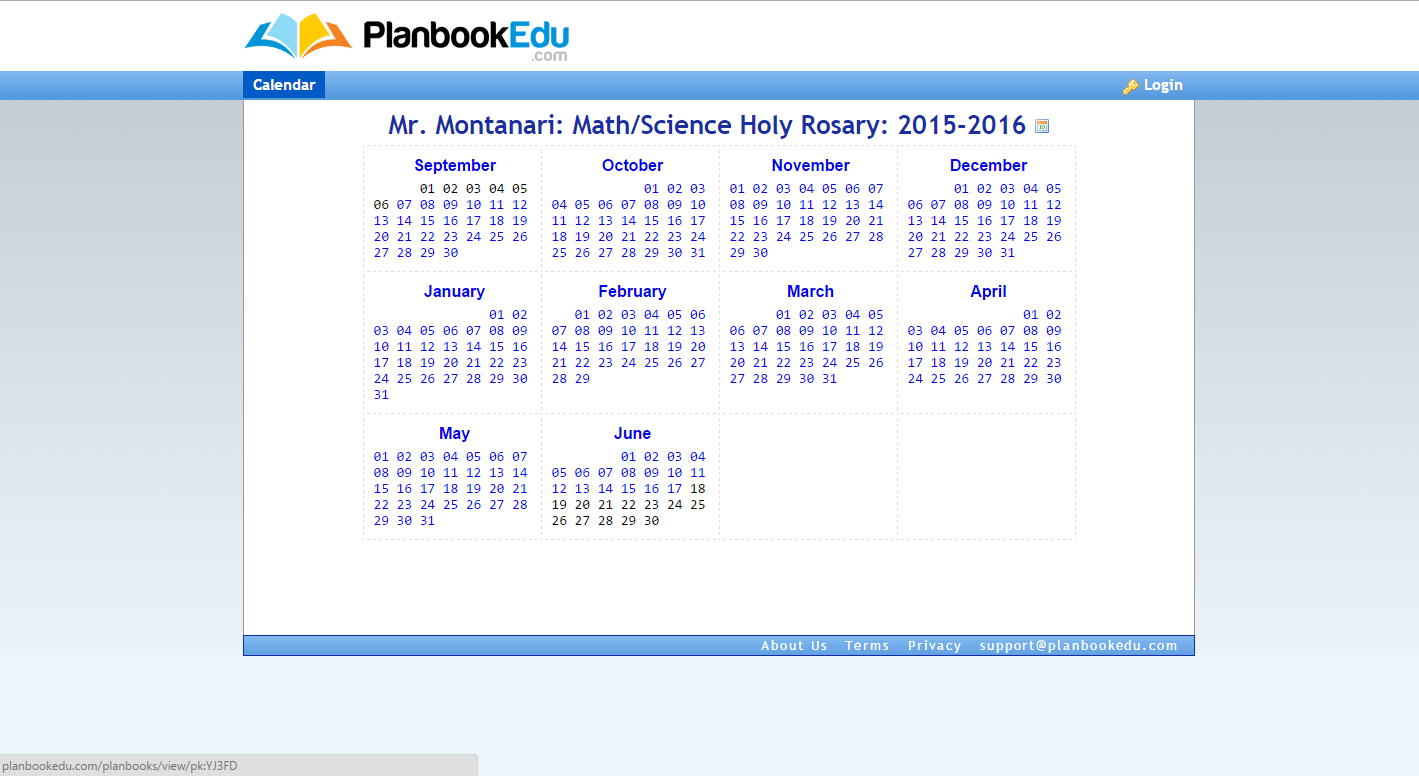 PlanbookEdu
.com
Calendar
Login
Mr. Montanari: Math/Science Holy Rosary: 2015-2016
September
01 02 03 04 05
06 07 08 09 10 11 12
13 14 15 16 17 18 19
20 21 22 23 24 25 26
27 28 29 30
October
01 02 03
04 05 06 07 08 09 10
11 12 13 14 15 16 17
18 19 20 21 22 23 24
25 26 27 28 29 30 31
November
01 02 03 04 05 06 07
08 09 10 11 12 13 14
15 16 17 18 19 20 21
22 23 24 25 26 27 28
29 30
December
01 02 03 04 05
06 07 08 09 10 11 12
13 14 15 16 17 18 19
20 21 22 23 24 25 26
27 28 29 30 31
January
01 02
03 04 05 06 07 08 09
10 11 12 13 14 15 16
17 18 19 20 21 22 23
24 25 26 27 28 29 30
31
February
01 02 03 04 05 06
07 08 09 10 11 12 13
14 15 16 17 18 19 20
21 22 23 24 25 26 27
28 29
March
01 02 03 04 05
06 07 08 09 10 11 12
13 14 15 16 17 18 19
20 21 22 23 24 25 26
27 28 29 30 31
April
01 02
03 04 05 06 07 08 09
10 11 12 13 14 15 16
17 18 19 20 21 22 23
24 25 26 27 28 29 30
May
01 02 03 04 05 06 07
08 09 10 11 12 13 14
15 16 17 18 19 20 21
22 23 24 25 26 27 28
29 30 31
June
01 02 03 04
05 06 07 08 09 10 11
12 13 14 15 16 17 18
19 20 21 22 23 24 25
26 27 28 29 30
About Us Terms Privacy support@planbookedu.com
planbookedu.com/planbooks/view/pk:YJ3FD